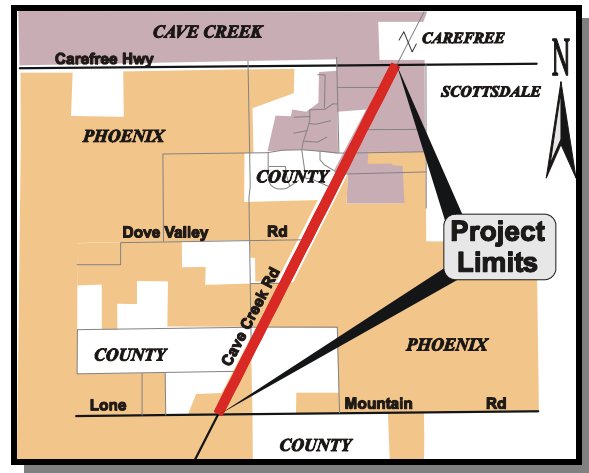 CAVE CREEK
CAREFREE
Carefree Hwy
N
SCOTTSDALE
PHOENIX
COUNTY
Dove Valley Rd
Project
Limits
Cave Creek Rd
PHOENIX
COUNTY
Lone Mountain Rd
COUNTY